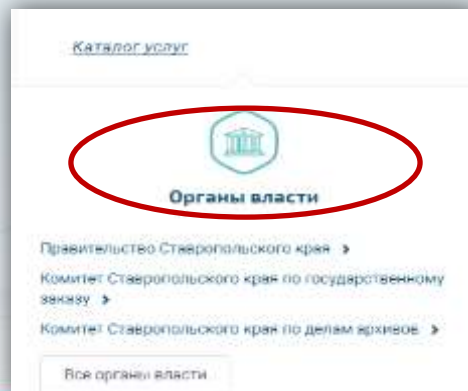 Каталог услуг
Органы власти
Правительство Ставропольского края >
Комитет Ставропольского края по государственному
заказу >
Комитет Ставропольского края по делам архивов >
Все органы власти